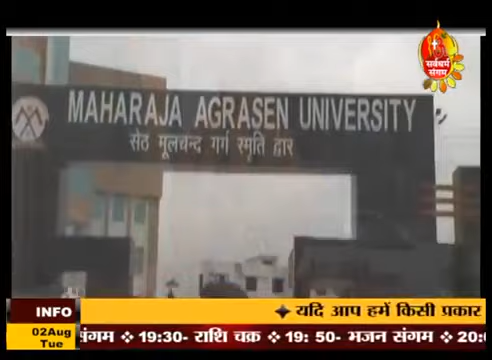 सर्वधर्म
संगम
MAHARAJA AGRASEN UNIVERSITY
सेठ मूलचन्द गर्ग स्मृति द्वार
INFO
यदि आप हमें किसी प्रकार
02Aug
Tue
संगम ❖ 19:30- राशि चक्र ❖ 19: 50- भजन संगम ❖ 20: